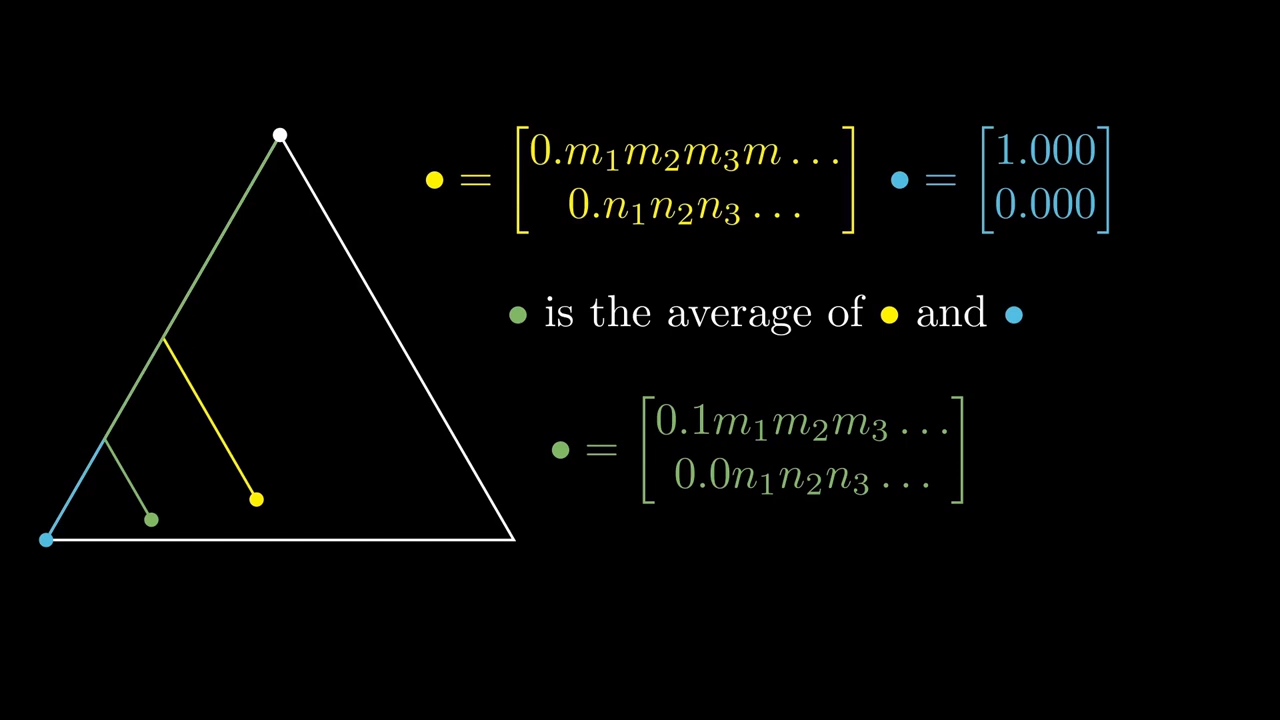 ● = [0.m₁m₂m₃m … ● = [1.000
0.n₁n₂n₃ …] 0.000]
● is the average of ● and ●
● = [0.1m₁m₂m₃ …
0.0n₁n₂n₃ …]